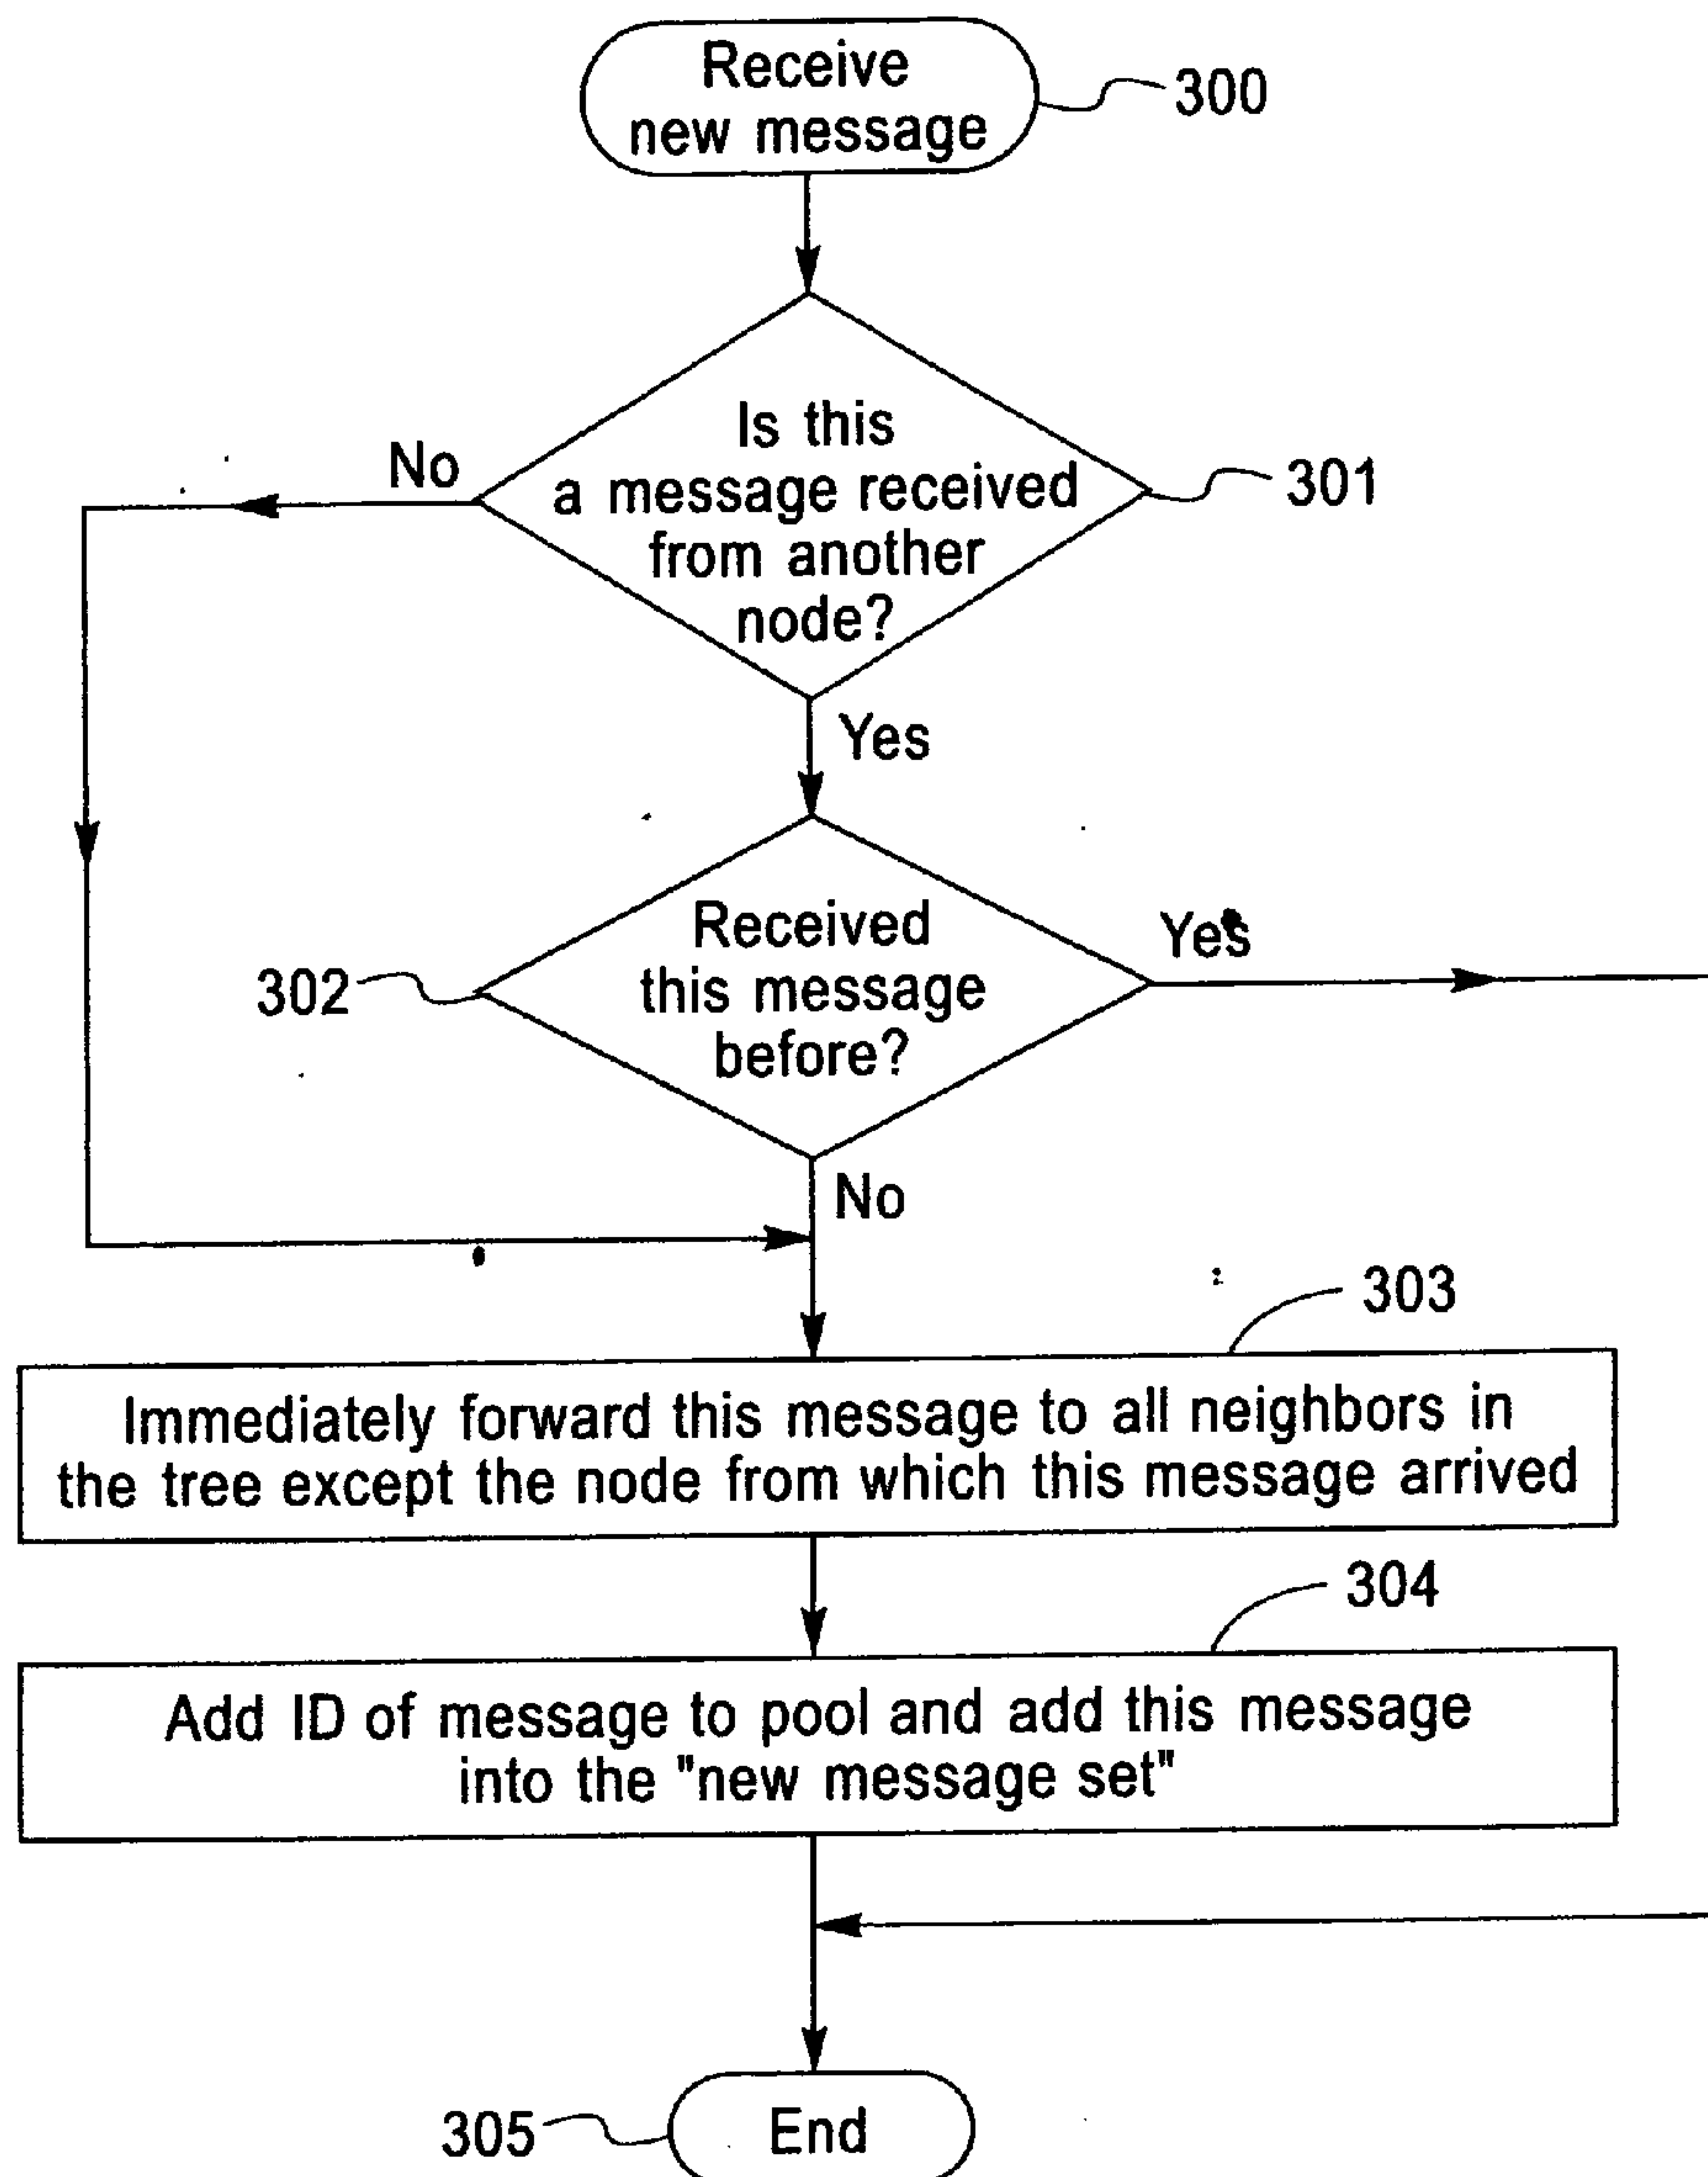 Receive
new message
300
Is this
a message received
from another
node?
301
No
Yes
Received
this message
before?
302
Yes
No
303
Immediately forward this message to all neighbors in
the tree except the node from which this message arrived
304
Add ID of message to pool and add this message
into the "new message set"
305
End